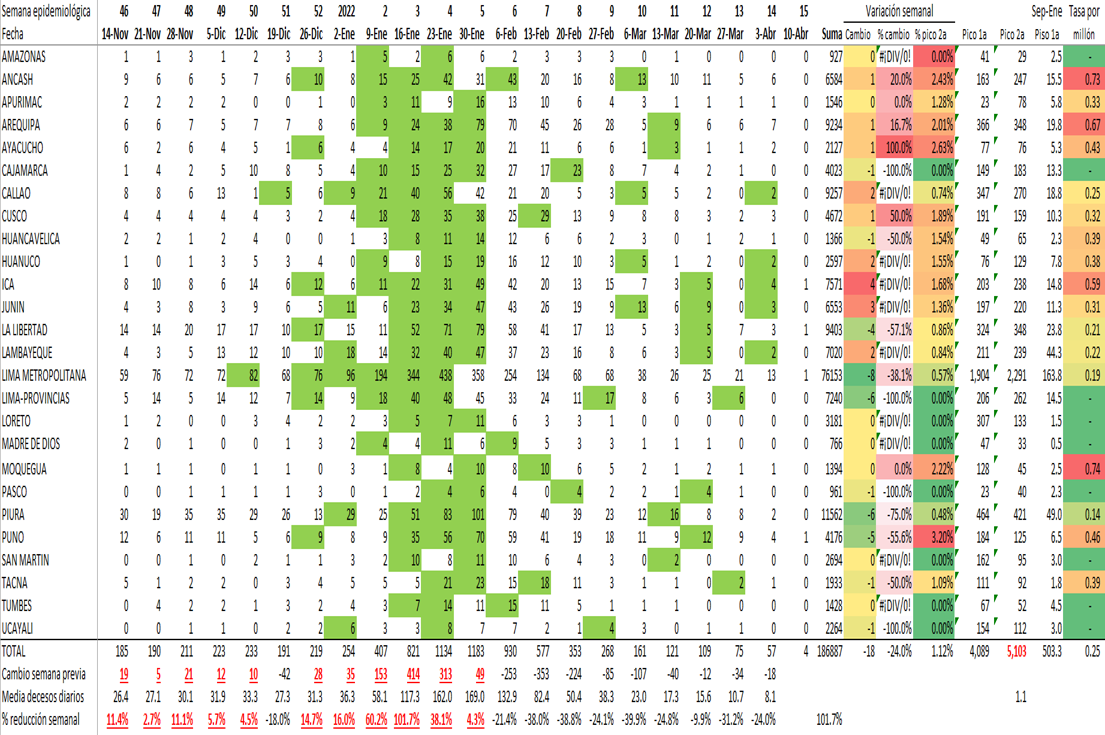 Semana epidemiológica 46 47 48 49 50 51 52 2022 2 3 4 5 6 7 8 9 10 11 12 13 14 15 Variación semanal Sep-Ene Tasa por
Fecha 14-Nov 21-Nov 28-Nov 5-Dic 12-Dic 19-Dic 26-Dic 2-Ene 9-Ene 16-Ene 23-Ene 30-Ene 6-Feb 13-Feb 20-Feb 27-Feb 6-Mar 13-Mar 20-Mar 27-Mar 3-Abr 10-Abr Suma Cambio % cambio % pico 2a Pico 1a Pico 2a Piso 1a millón
AMAZONAS 1 1 3 1 2 3 3 1 5 2 6 6 2 3 3 3 0 1 0 0 0 927 0 #¡DIV/0! 0.00% 41 29 2.5 -
ANCASH 9 6 6 5 7 6 10 8 15 25 42 31 43 20 16 8 13 10 11 5 6 6584 1 20.0% 2.43% 163 247 15.5 0.73
APURIMAC 2 2 2 2 0 0 1 0 3 11 9 16 13 10 6 4 3 1 1 1 1 1546 0 0.0% 1.28% 23 78 5.8 0.33
AREQUIPA 6 6 7 5 7 7 8 6 9 24 38 79 70 45 26 28 5 9 6 6 7 9234 1 16.7% 2.01% 366 348 19.8 0.67
AYACUCHO 6 2 6 4 5 5 6 4 4 14 17 20 21 11 6 6 1 3 1 1 2 2127 1 100.0% 2.63% 77 76 5.3 0.43
CAJAMARCA 1 4 2 5 10 8 5 4 10 15 25 32 27 17 23 8 7 4 2 1 0 4023 -1 -100.0% 0.00% 149 183 13.3 -
CALLAO 8 8 6 13 1 5 6 9 21 40 56 42 21 20 5 3 5 1 2 0 2 9257 2 #¡DIV/0! 0.74% 347 270 18.8 0.25
CUSCO 4 4 4 4 4 3 2 4 18 28 35 38 25 29 13 9 8 8 3 2 3 4672 1 50.0% 1.89% 191 159 10.3 0.32
HUANCAVELICA 2 2 1 2 4 0 0 1 3 8 11 14 12 6 6 2 3 0 1 2 1 1366 -1 -50.0% 1.54% 49 65 2.3 0.39
HUANUCO 1 0 1 3 5 3 4 0 9 8 15 19 16 12 10 3 5 1 1 0 2 2597 2 #¡DIV/0! 1.55% 76 129 7.8 0.38
ICA 8 10 8 6 14 6 12 6 11 22 31 49 42 20 13 15 7 3 5 0 4 7571 4 #¡DIV/0! 1.68% 203 238 14.8 0.59
JUNIN 4 3 8 3 9 6 5 11 6 23 34 47 43 26 19 9 13 6 9 0 3 6553 3 #¡DIV/0! 1.36% 197 220 11.3 0.31
LA LIBERTAD 14 14 20 17 17 10 17 15 11 52 71 79 58 41 17 13 5 3 5 7 3 1 9403 -4 -57.1% 0.86% 324 348 23.8 0.21
LAMBAYEQUE 4 3 5 13 12 10 10 18 14 32 40 47 37 23 16 8 6 3 5 0 2 7020 2 #¡DIV/0! 0.84% 211 239 44.3 0.22
LIMA METROPOLITANA 59 76 72 72 82 68 76 96 194 344 438 358 254 134 68 68 38 26 25 21 13 1 76153 -8 -38.1% 0.57% 1,904 2,291 163.8 0.19
LIMA-PROVINCIAS 5 14 5 14 12 7 14 9 18 40 48 45 33 24 11 17 8 6 3 6 0 7240 -6 -100.0% 0.00% 206 262 14.5 -
LORETO 1 2 0 0 3 4 2 2 3 5 7 11 6 3 3 1 0 0 0 0 0 3181 0 #¡DIV/0! 0.00% 307 133 1.5 -
MADRE DE DIOS 2 0 1 0 0 1 3 2 4 4 11 6 9 5 3 3 1 1 1 0 0 766 0 #¡DIV/0! 0.00% 47 33 0.5 -
MOQUEGUA 1 1 1 0 1 0 3 1 3 8 4 10 8 10 6 5 2 1 2 1 1 1394 0 0.0% 2.22% 128 45 2.5 0.74
PASCO 0 0 1 1 1 3 0 1 2 4 6 4 0 4 2 2 1 4 1 0 961 -1 -100.0% 0.00% 23 40 2.3 -
PIURA 30 19 35 35 29 26 13 29 25 51 83 101 79 40 39 23 12 16 8 8 2 0 11562 -6 -75.0% 0.48% 464 421 49.0 0.14
PUNO 12 6 11 11 5 6 9 8 9 35 56 70 59 41 19 18 11 9 12 9 4 1 4176 -5 -55.6% 3.20% 184 125 6.5 0.46
SAN MARTIN 0 1 1 0 2 1 1 3 2 10 8 11 10 6 4 3 0 2 0 0 0 2694 0 #¡DIV/0! 0.00% 162 95 3.0 -
TACNA 5 1 2 2 0 3 4 5 5 5 21 23 15 18 11 3 1 1 0 2 1 1933 -1 -50.0% 1.09% 111 92 1.8 0.39
TUMBES 0 4 2 2 1 3 2 4 3 7 14 11 15 11 5 1 1 1 1 0 0 1428 0 #¡DIV/0! 0.00% 67 52 4.5 -
UCAYALI 0 0 1 1 0 2 2 6 3 3 8 7 7 2 1 4 3 0 1 1 0 2264 -1 -100.0% 0.00% 154 112 3.0 -
TOTAL 185 190 211 223 233 191 219 254 407 821 1134 1183 930 577 353 268 161 121 109 75 57 4 186887 -18 -24.0% 1.12% 4,089 5,103 503.3 0.25
Cambio semana previa 19 5 21 12 10 -42 28 35 153 414 313 49 -253 -353 -224 -85 -107 -40 -12 -34 -18
Media decesos diarios 26.4 27.1 30.1 31.9 33.3 27.3 31.3 36.3 58.1 117.3 162.0 169.0 132.9 82.4 50.4 38.3 23.0 17.3 15.6 10.7 8.1 1.1
% reducción semanal 11.4% 2.7% 11.1% 5.7% 4.5% -18.0% 14.7% 16.0% 60.2% 101.7% 38.1% 4.3% -21.4% -38.0% -38.8% -24.1% -39.9% -24.8% -9.9% -31.2% -24.0% 101.7%